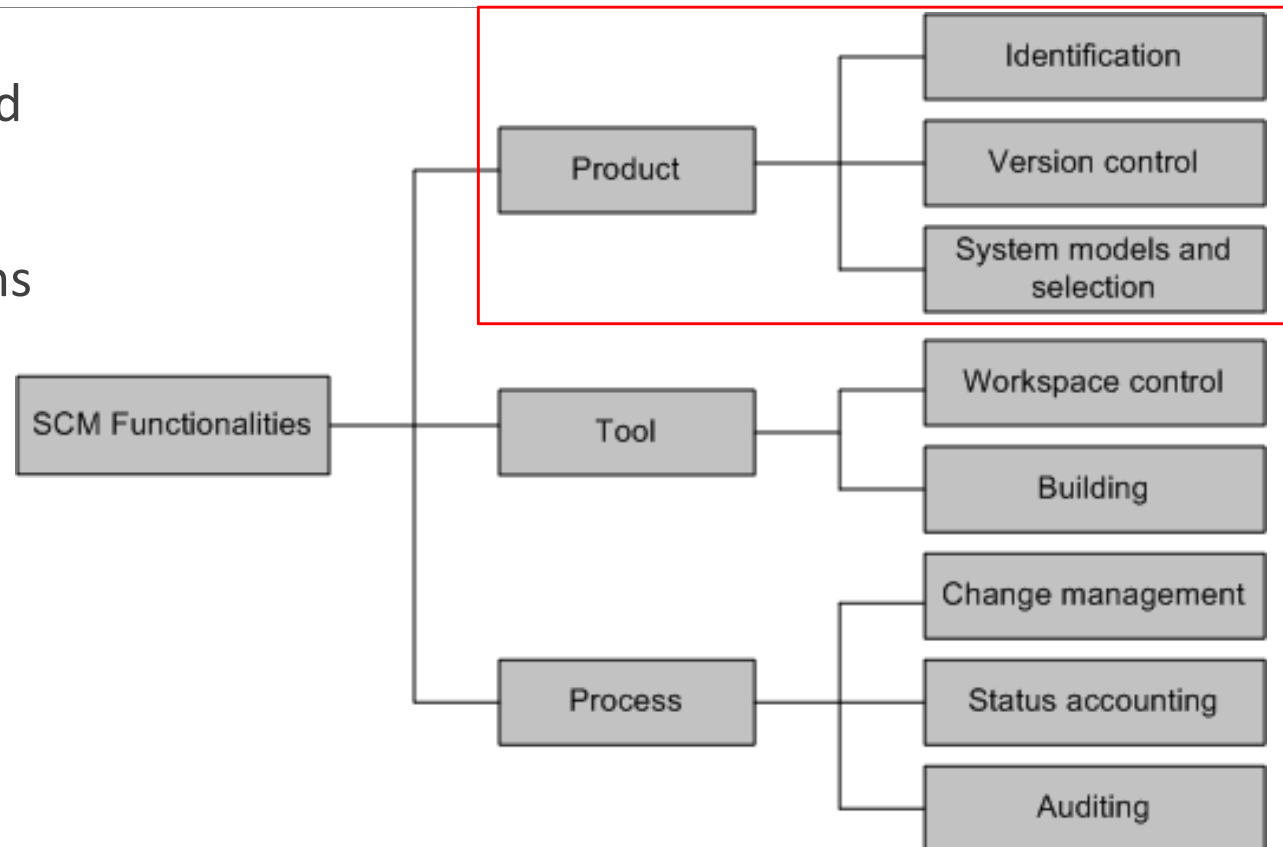 d
ns
SCM Functionalities
Product
Identification
Version control
System models and
selection
Tool
Workspace control
Building
Process
Change management
Status accounting
Auditing